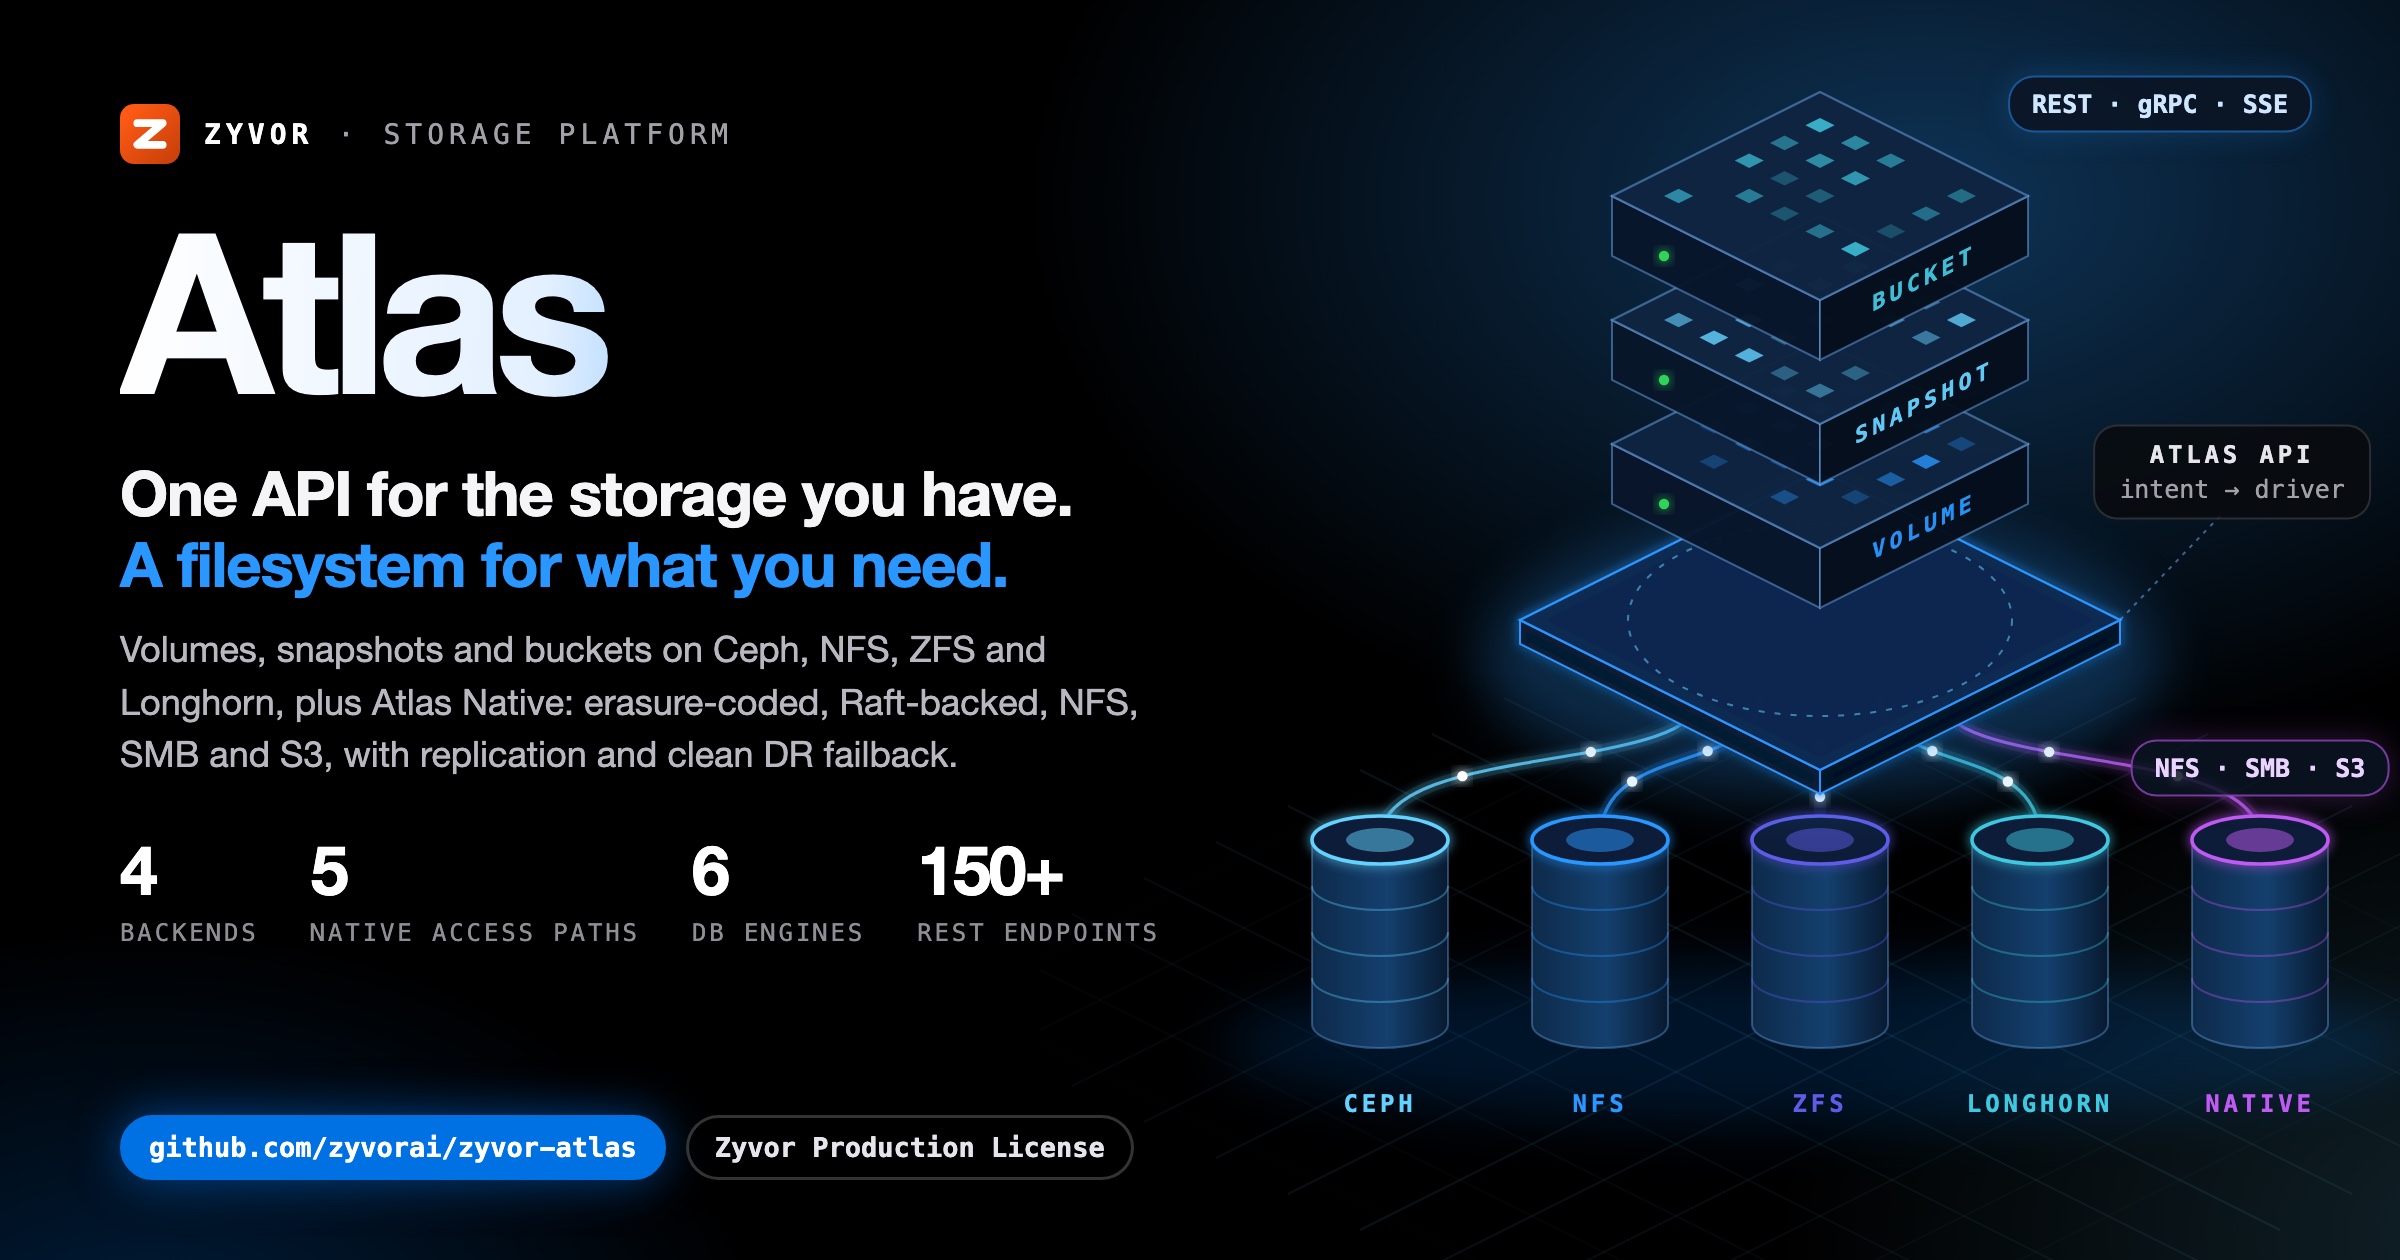 ZYVOR · STORAGE PLATFORM
Atlas
One API for the storage you have.
A filesystem for what you need.
Volumes, snapshots and buckets on Ceph, NFS, ZFS and
Longhorn, plus Atlas Native: erasure-coded, Raft-backed, NFS,
SMB and S3, with replication and clean DR failback.
4
BACKENDS
5
NATIVE ACCESS PATHS
6
DB ENGINES
150+
REST ENDPOINTS
github.com/zyvorai/zyvor-atlas
Zyvor Production License
REST · gRPC · SSE
BUCKET
SNAPSHOT
VOLUME
ATLAS API
intent → driver
NFS · SMB · S3
CEPH
NFS
ZFS
LONGHORN
NATIVE